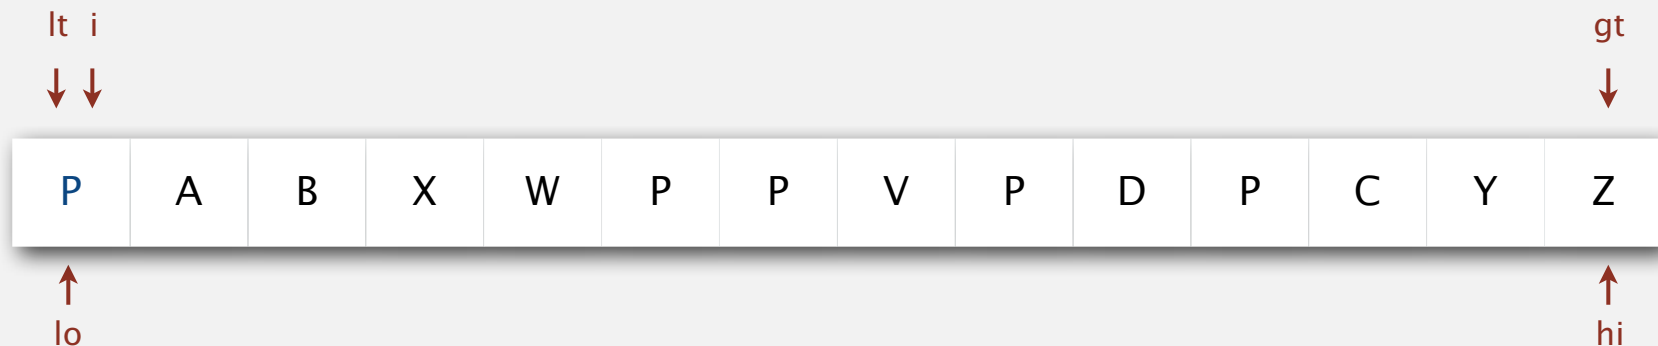 lt i gt
P A B X W P P V P D P C Y Z
lo hi